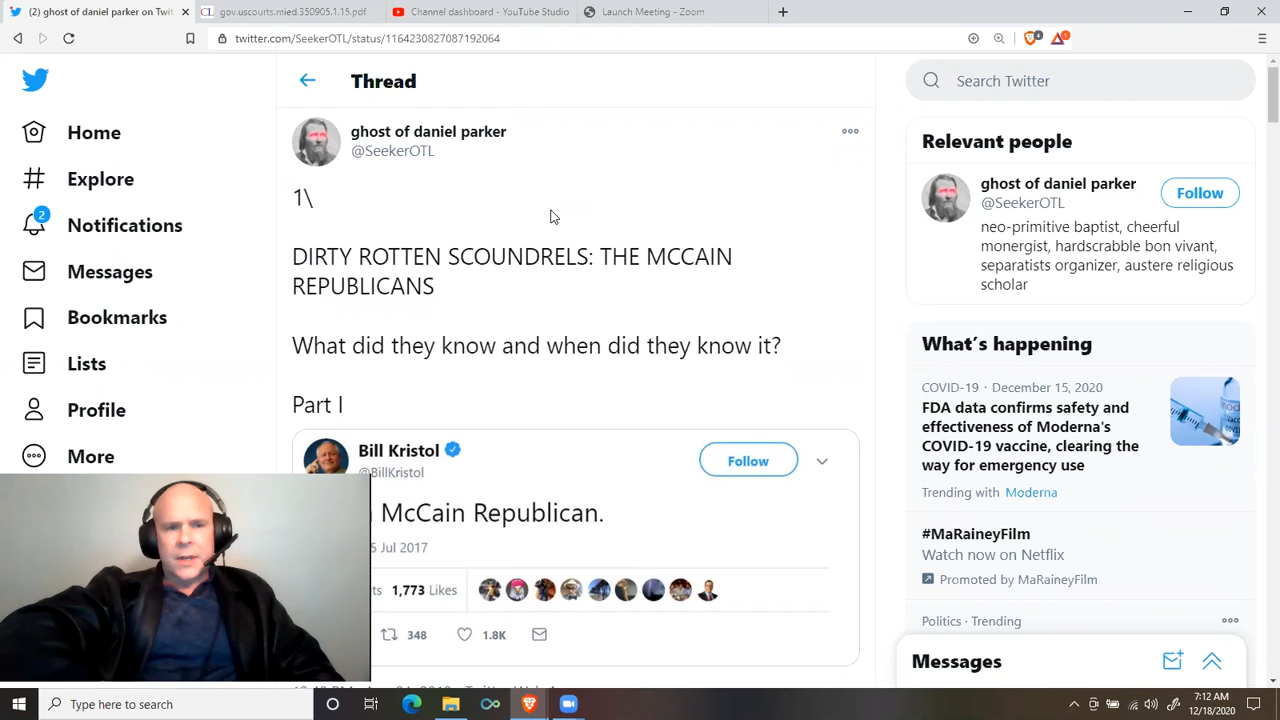 (2) ghost of daniel parker on Twit
gov.uscourts.mied.350905.1.15.pdf
Channel dashboard - YouTube Studio
Launch Meeting - Zoom
twitter.com/SeekerOTL/status/1164230827087192064
Home
Explore
2
Notifications
Messages
Bookmarks
Lists
Profile
More
Thread
ghost of daniel parker
@SeekerOTL
1\
DIRTY ROTTEN SCOUNDRELS: THE MCCAIN
REPUBLICANS
What did they know and when did they know it?
Part I
Bill Kristol
@BillKristol
Follow
McCain Republican.
5 Jul 2017
ts 1,773 Likes
348 1.8K
Search Twitter
Relevant people
ghost of daniel parker
@SeekerOTL
Follow
neo-primitive baptist, cheerful
monergist, hardscrabble bon vivant,
separatists organizer, austere religious
scholar
What's happening
COVID-19 · December 15, 2020
FDA data confirms safety and
effectiveness of Moderna's
COVID-19 vaccine, clearing the
way for emergency use
Trending with Moderna
#MaRaineyFilm
Watch now on Netflix
Promoted by MaRaineyFilm
Politics · Trending
Messages
Type here to search
7:12 AM
12/18/2020